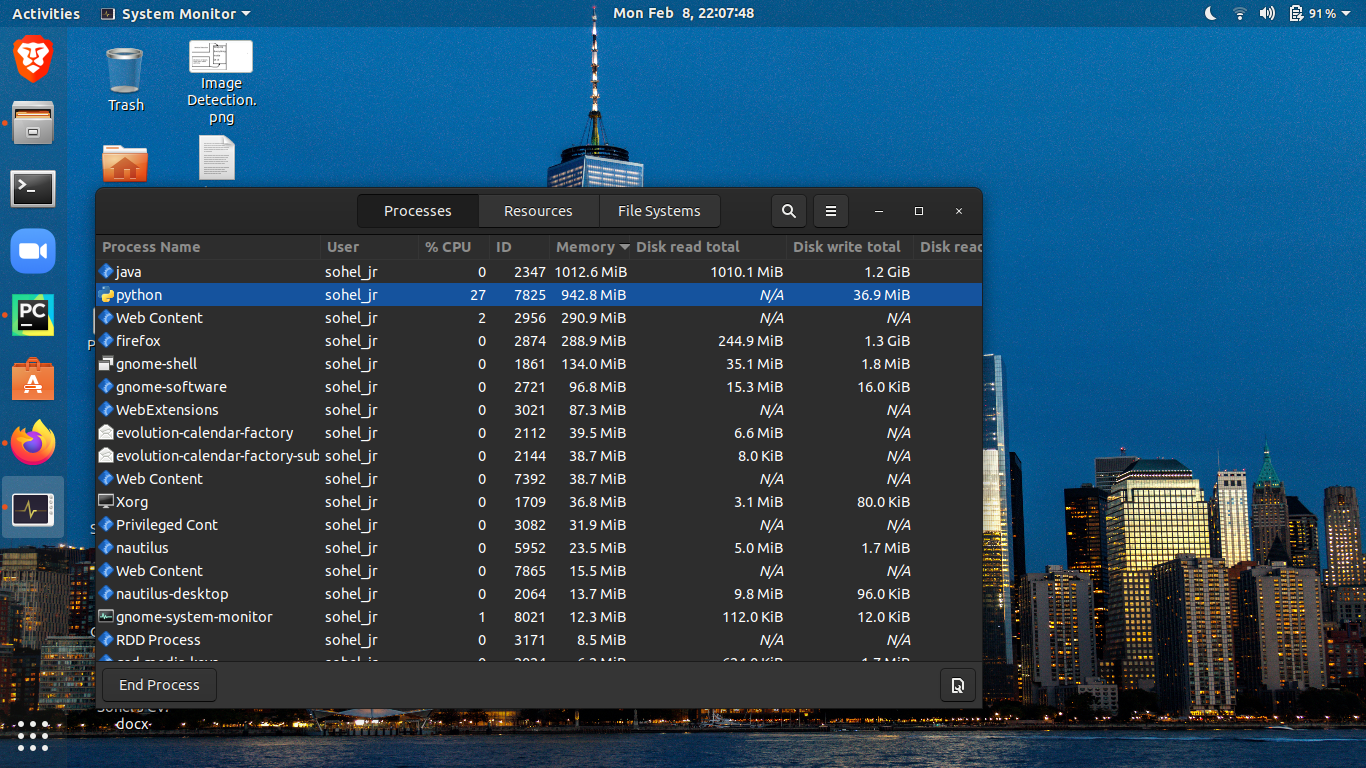 Activities System Monitor Mon Feb 8, 22:07:48 91%
Trash
Image
Detection.
png
Processes Resources File Systems
Process Name User % CPU ID Memory Disk read total Disk write total Disk read
java sohel_jr 0 2347 1012.6 MiB 1010.1 MiB 1.2 GiB
python sohel_jr 27 7825 942.8 MiB N/A 36.9 MiB
Web Content sohel_jr 2 2956 290.9 MiB N/A N/A
firefox sohel_jr 0 2874 288.9 MiB 244.9 MiB 1.3 GiB
gnome-shell sohel_jr 0 1861 134.0 MiB 35.1 MiB 1.8 MiB
gnome-software sohel_jr 0 2721 96.8 MiB 15.3 MiB 16.0 KiB
WebExtensions sohel_jr 0 3021 87.3 MiB N/A N/A
evolution-calendar-factory sohel_jr 0 2112 39.5 MiB 6.6 MiB N/A
evolution-calendar-factory-sub sohel_jr 0 2144 38.7 MiB 8.0 KiB N/A
Web Content sohel_jr 0 7392 38.7 MiB N/A N/A
Xorg sohel_jr 0 1709 36.8 MiB 3.1 MiB 80.0 KiB
Privileged Cont sohel_jr 0 3082 31.9 MiB N/A N/A
nautilus sohel_jr 0 5952 23.5 MiB 5.0 MiB 1.7 MiB
Web Content sohel_jr 0 7865 15.5 MiB N/A N/A
nautilus-desktop sohel_jr 0 2064 13.7 MiB 9.8 MiB 96.0 KiB
gnome-system-monitor sohel_jr 1 8021 12.3 MiB 112.0 KiB 12.0 KiB
RDD Process sohel_jr 0 3171 8.5 MiB N/A N/A
End Process
docx
PC